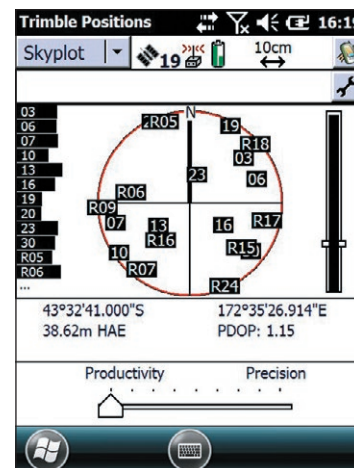 Trimble Positions
Skyplot
19
10cm
03
06
07
10
13
16
19
20
23
30
R05
R06
...
N
R05
19
R18
03
23
06
R06
R09
07
13
R16
16
R17
R15
10
R07
R24
43°32'41.000"S
172°35'26.914"E
38.62m HAE
PDOP: 1.15
Productivity
Precision